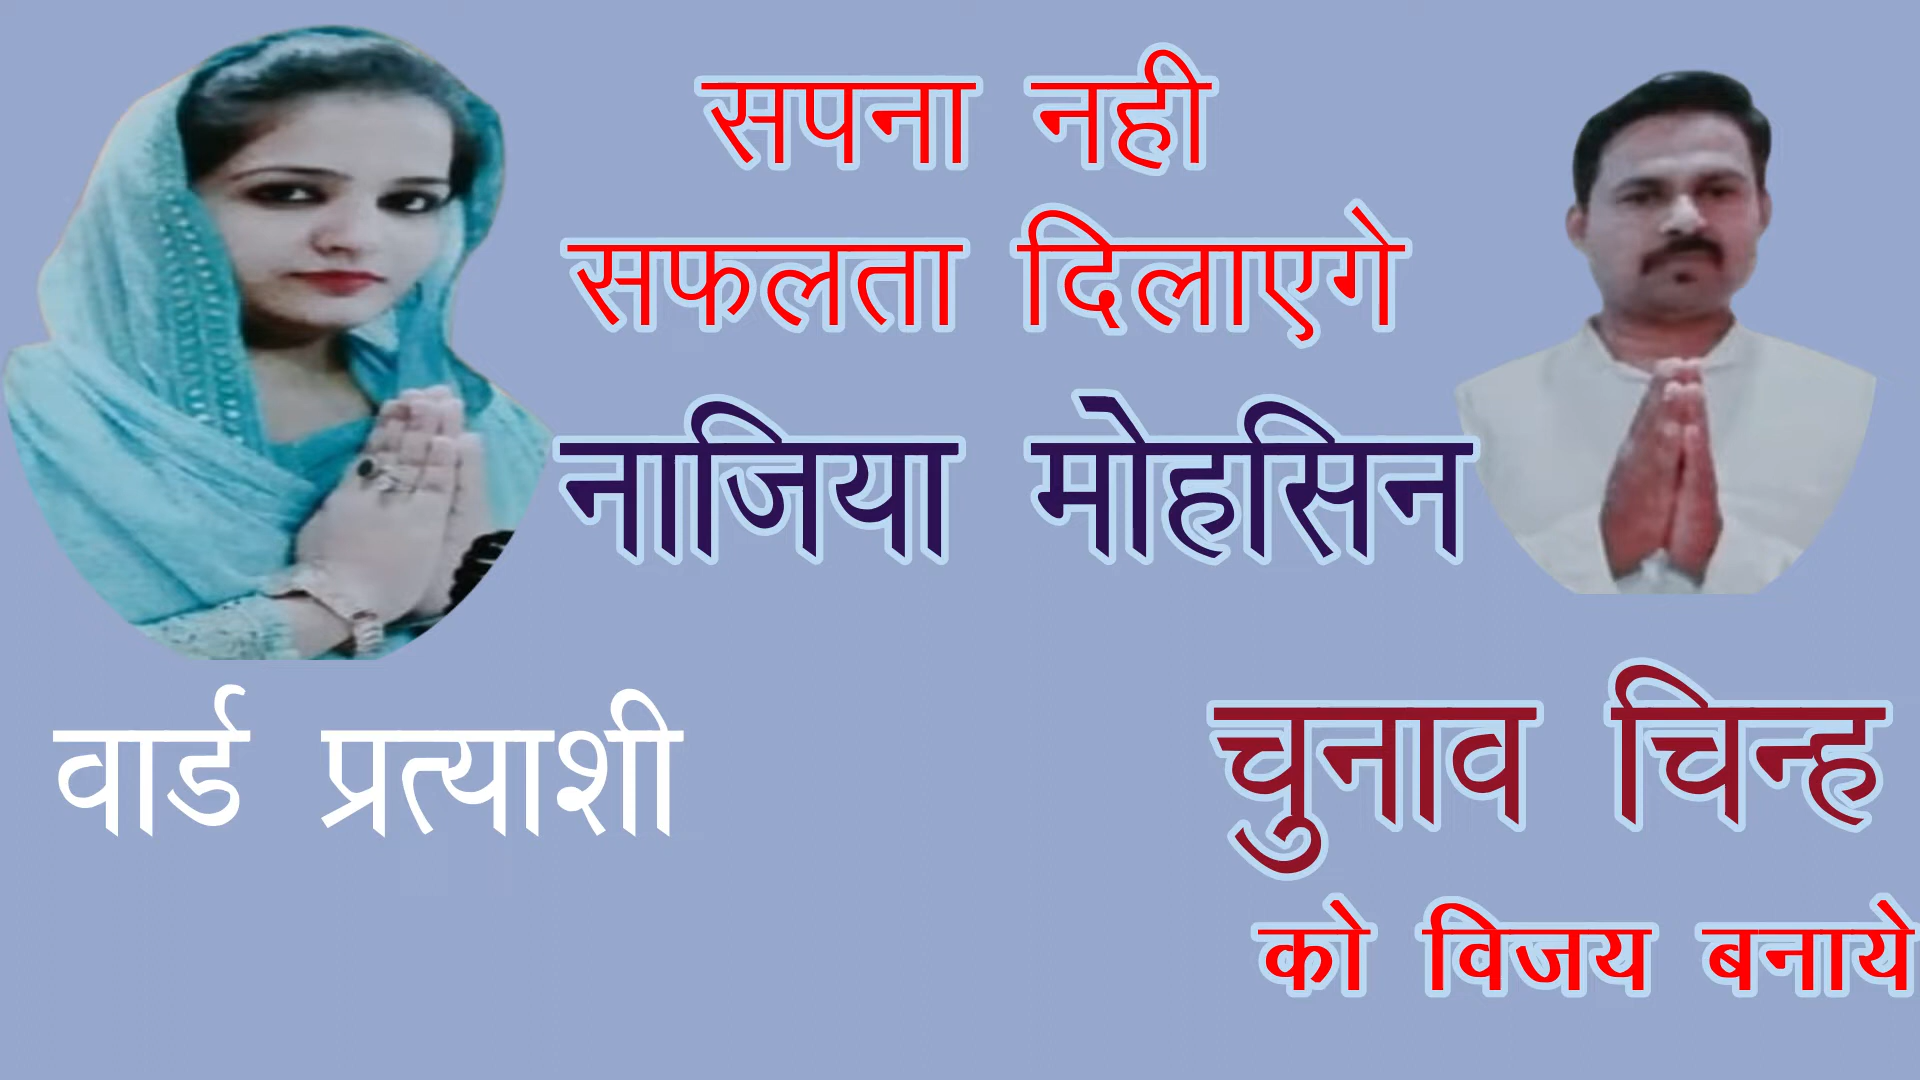 सपना नही
सफलता दिलाएगे
नाजिया मोहसिन
वार्ड प्रत्याशी
चुनाव चिन्ह
को विजय बनाये